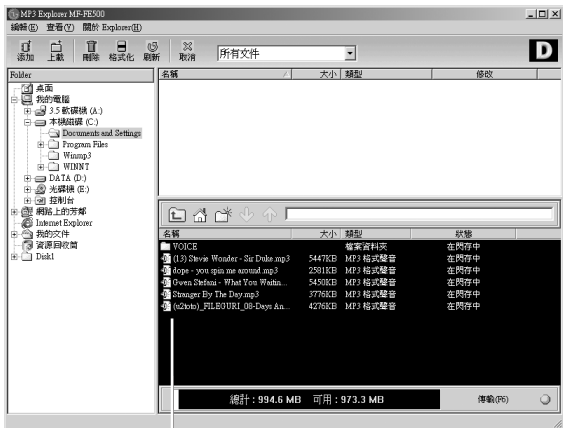 MP3 Explorer MF-FE500
編輯(E) 查看(V) 關於 Explorer(H)
添加 上載 刪除 格式化 刷新 取消 所有文件
D
Folder
桌面
我的電腦
3.5 軟碟機 (A:)
本機磁碟 (C:)
Documents and Settings
Program Files
Winmp3
WINNT
DATA (D:)
光碟機 (E:)
控制台
網路上的芳鄰
Internet Explorer
我的文件
資源回收筒
Disk1
名稱 大小 類型 修改
名稱 大小 類型 狀態
VOICE 檔案資料夾 在閃存中
(13) Stevie Wonder - Sir Duke.mp3 5447KB MP3 格式聲音 在閃存中
dope - you spin me around.mp3 2581KB MP3 格式聲音 在閃存中
Gwen Stefani - What You Waitin... 5450KB MP3 格式聲音 在閃存中
Stranger By The Day.mp3 3776KB MP3 格式聲音 在閃存中
(u2toto)_FILEGURI_08-Days An... 4276KB MP3 格式聲音 在閃存中
總計 : 994.6 MB 可用 : 973.3 MB 傳輸(F6)